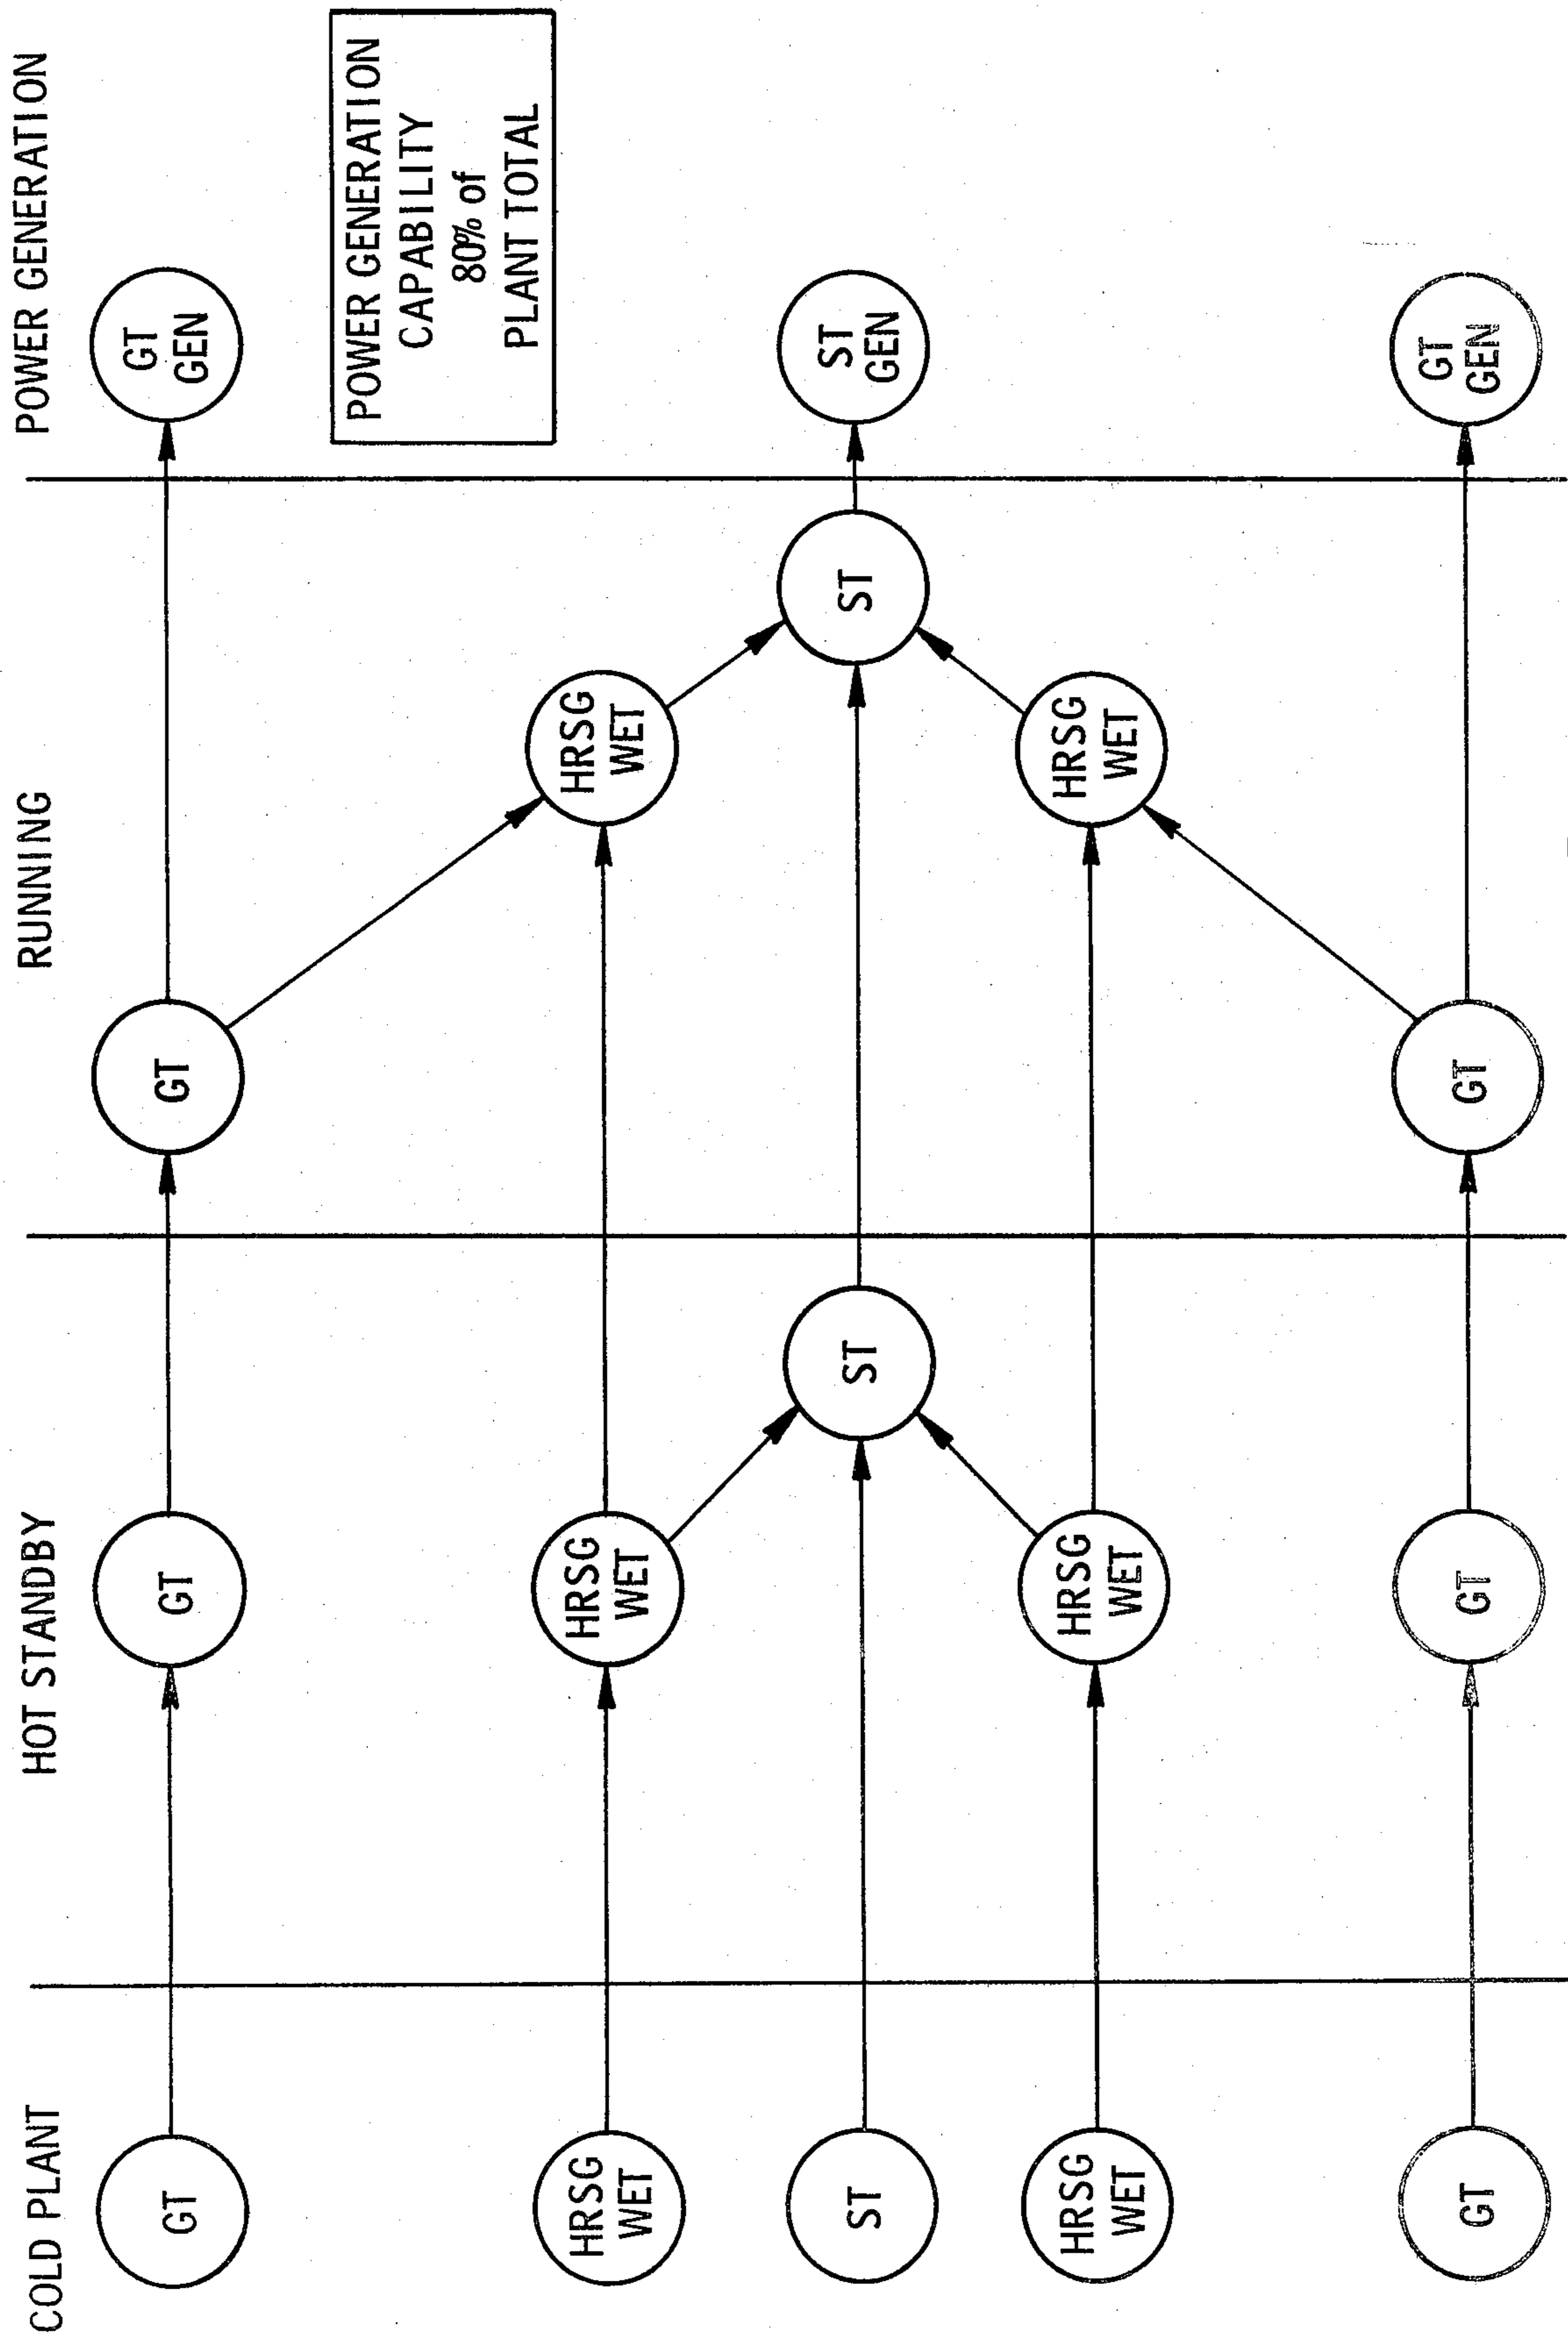 COLD PLANT
HOT STANDBY
RUNNING
POWER GENERATION
GT
GT
GT
GT
GEN
POWER GENERATION
CAPABILITY
80% of
PLANT TOTAL
HRSG
WET
HRSG
WET
HRSG
WET
ST
ST
ST
ST
GEN
HRSG
WET
HRSG
WET
HRSG
WET
GT
GT
GT
GT
GEN